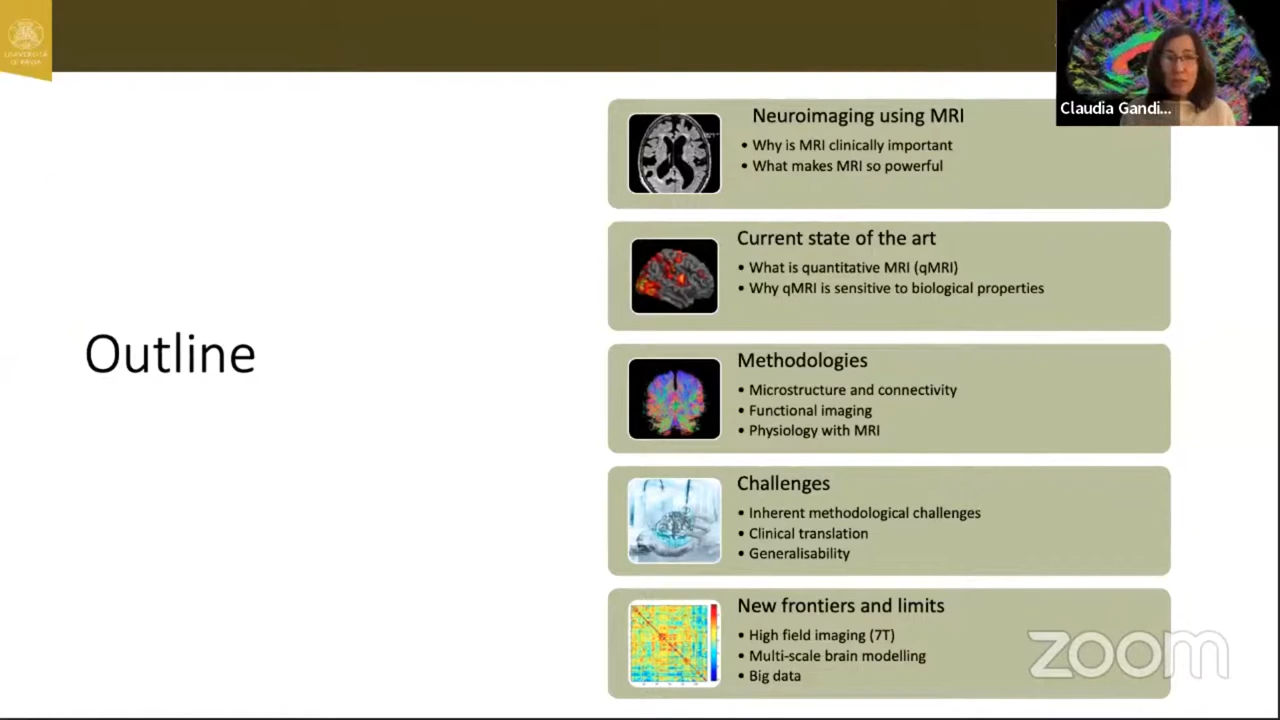 UNIVERSITÀ
DI PAVIA
Outline
Neuroimaging using MRI
• Why is MRI clinically important
• What makes MRI so powerful
Current state of the art
• What is quantitative MRI (qMRI)
• Why qMRI is sensitive to biological properties
Methodologies
• Microstructure and connectivity
• Functional imaging
• Physiology with MRI
Challenges
• Inherent methodological challenges
• Clinical translation
• Generalisability
New frontiers and limits
• High field imaging (7T)
• Multi-scale brain modelling
• Big data
Claudia Gandi...
zoom